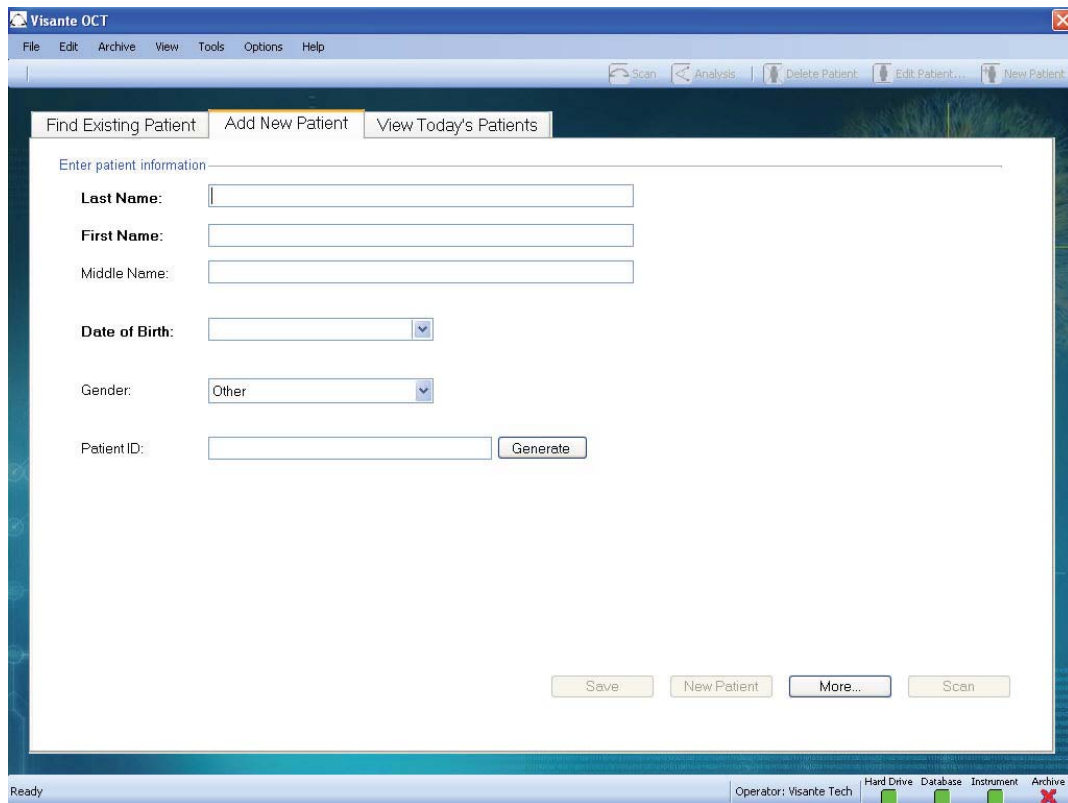 Visante OCT
File Edit Archive View Tools Options Help
Scan Analysis Delete Patient Edit Patient... New Patient
Find Existing Patient Add New Patient View Today's Patients
Enter patient information
Last Name:
First Name:
Middle Name:
Date of Birth:
Gender: Other
Patient ID: Generate
Save New Patient More... Scan
Hard Drive Database Instrument Archive
Ready Operator: Visante Tech